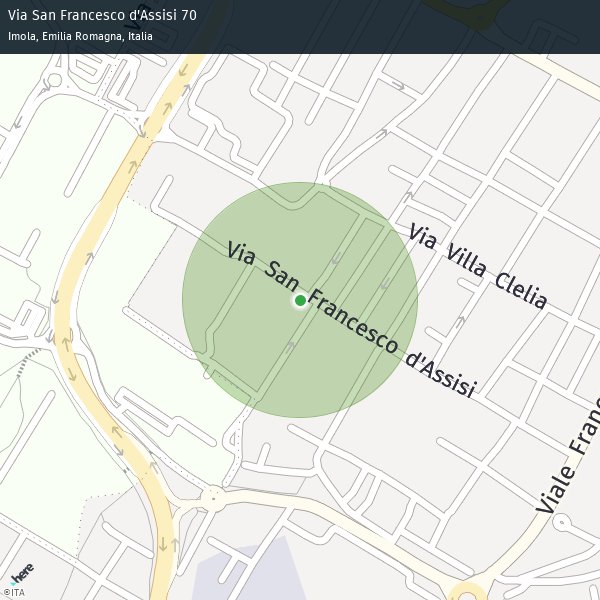 Via San Francesco d'Assisi 70
Imola, Emilia Romagna, Italia
Via Villa Clelia
Via San Francesco d'Assisi
Viale
here
©ITA